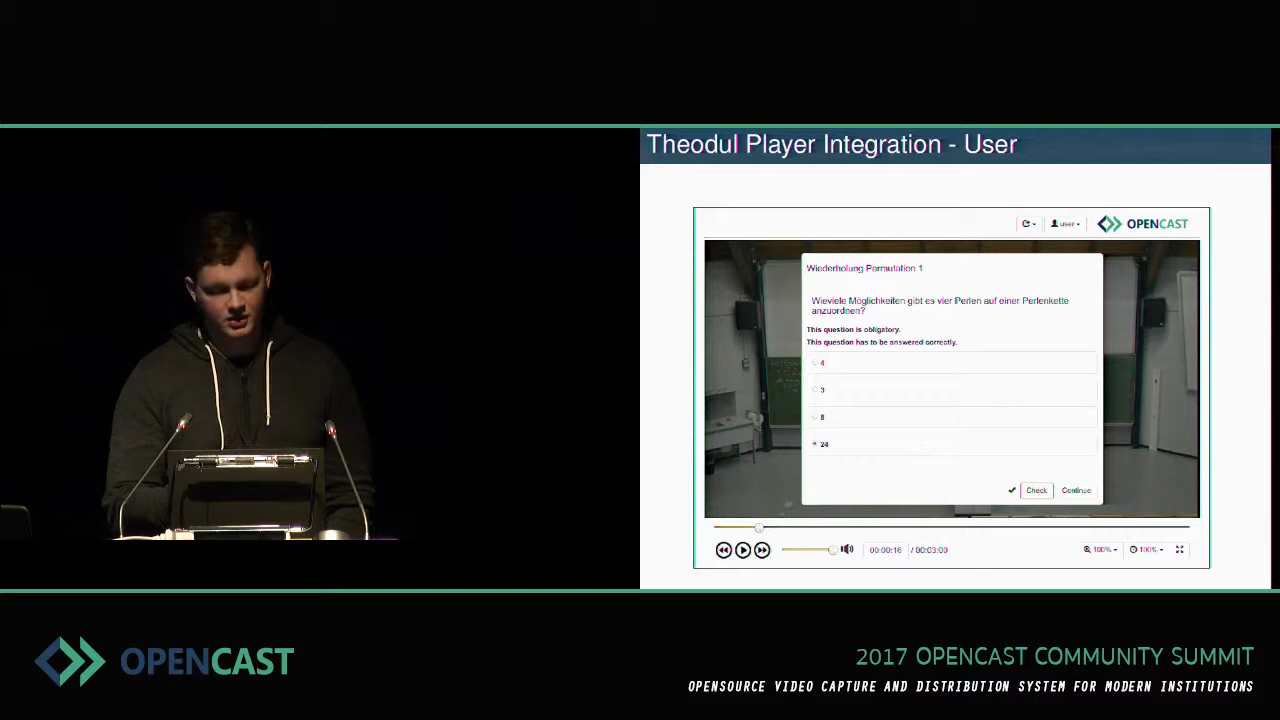 Theodul Player Integration - User
user
OPENCAST
Wiederholung Permutation 1
Wieviele Möglichkeiten gibt es vier Perlen auf einer Perlenkette
anzuordnen?
This question is obligatory.
This question has to be answered correctly.
4
3
8
24
Check Continue
00:00:16 / 00:03:00
100% 100%
OPENCAST
2017 OPENCAST COMMUNITY SUMMIT
OPENSOURCE VIDEO CAPTURE AND DISTRIBUTION SYSTEM FOR MODERN INSTITUTIONS